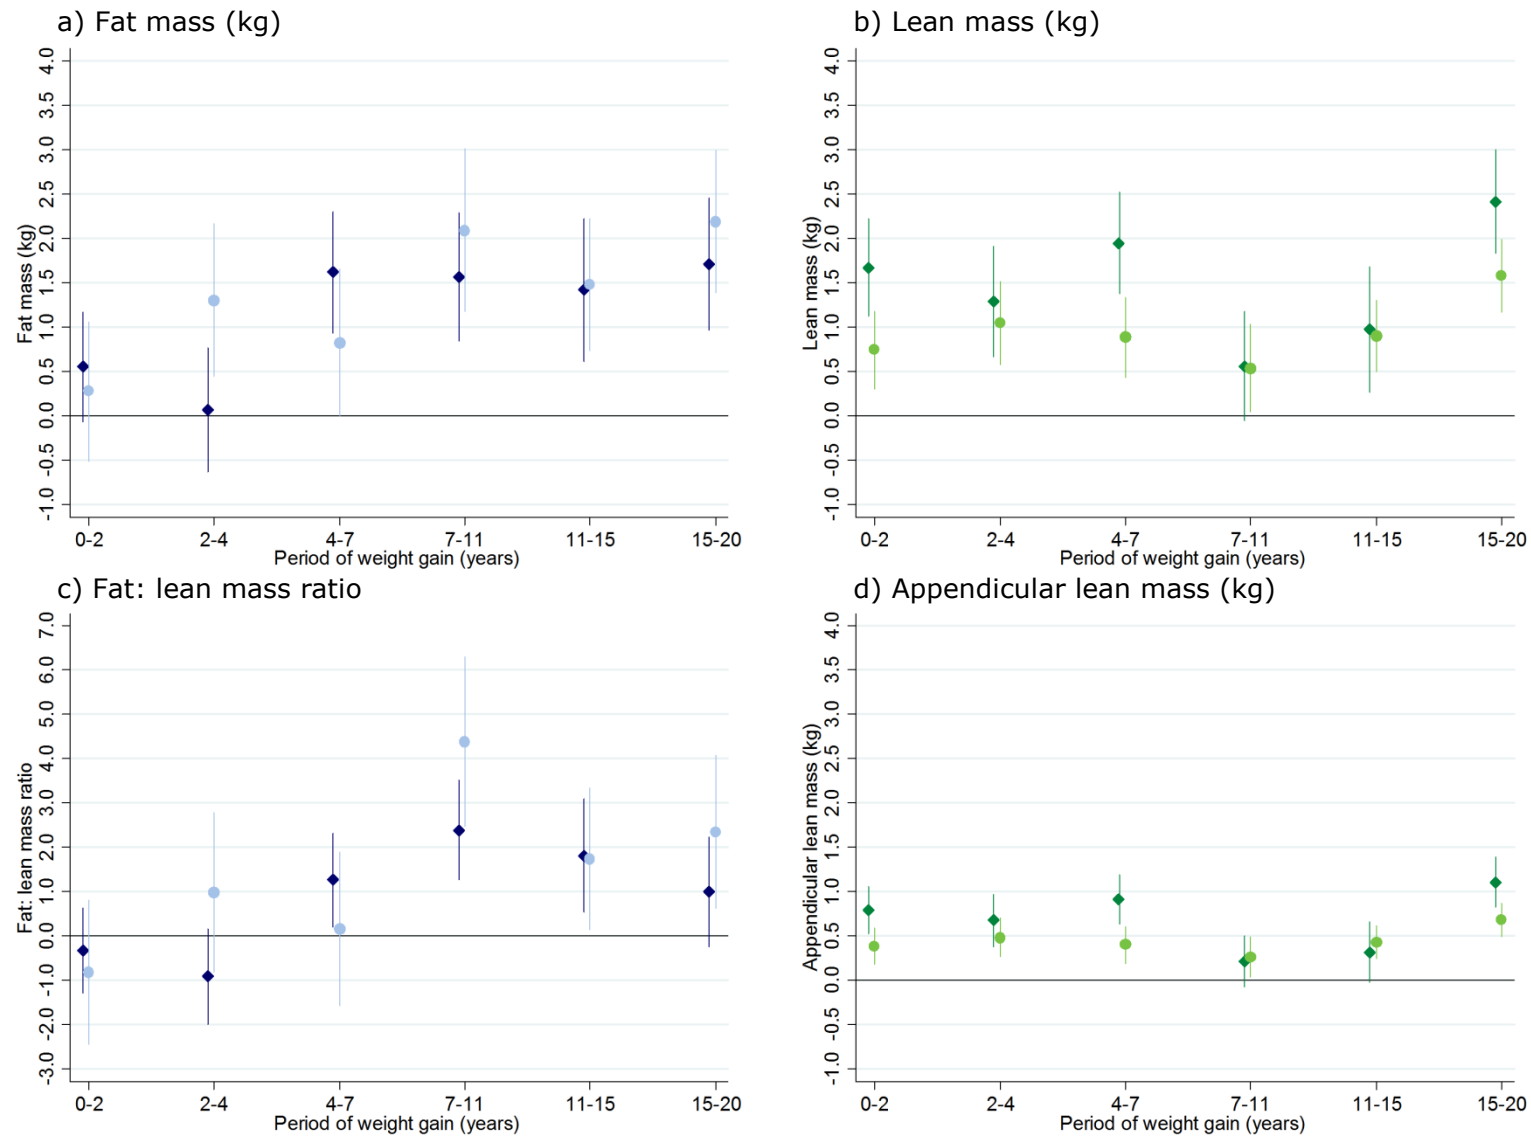 a) Fat mass (kg)
Fat mass (kg)
4.0
3.5
3.0
2.5
2.0
1.5
1.0
0.5
0.0
-0.5
-1.0
0-2 2-4 4-7 7-11 11-15 15-20
Period of weight gain (years)
b) Lean mass (kg)
Lean mass (kg)
4.0
3.5
3.0
2.5
2.0
1.5
1.0
0.5
0.0
-0.5
-1.0
0-2 2-4 4-7 7-11 11-15 15-20
Period of weight gain (years)
c) Fat: lean mass ratio
Fat: lean mass ratio
7.0
6.0
5.0
4.0
3.0
2.0
1.0
0.0
-1.0
-2.0
-3.0
0-2 2-4 4-7 7-11 11-15 15-20
Period of weight gain (years)
d) Appendicular lean mass (kg)
Appendicular lean mass (kg)
4.0
3.5
3.0
2.5
2.0
1.5
1.0
0.5
0.0
-0.5
-1.0
0-2 2-4 4-7 7-11 11-15 15-20
Period of weight gain (years)